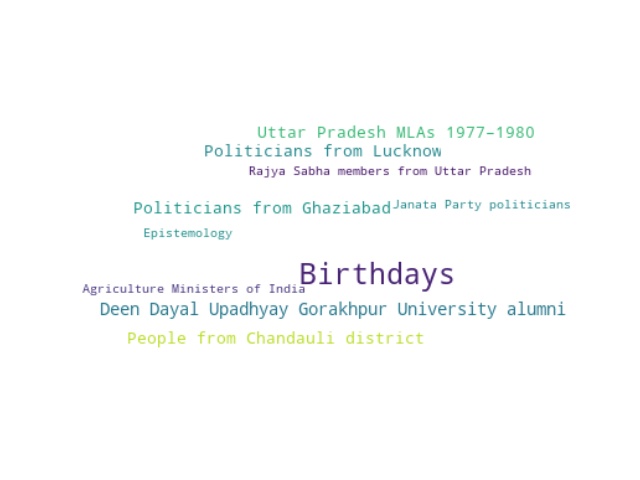 Uttar Pradesh MLAs 1977–1980
Politicians from Lucknow
Rajya Sabha members from Uttar Pradesh
Politicians from Ghaziabad
Janata Party politicians
Epistemology
Birthdays
Agriculture Ministers of India
Deen Dayal Upadhyay Gorakhpur University alumni
People from Chandauli district